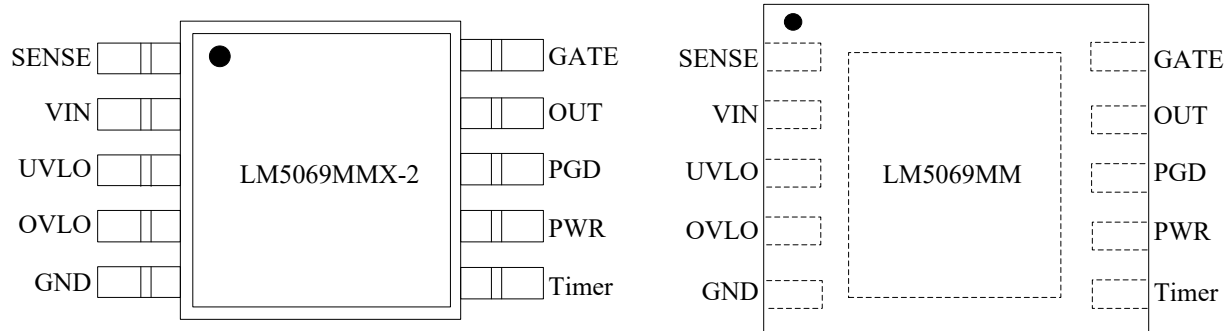 SENSE
VIN
UVLO
OVLO
GND
LM5069MMX-2
GATE
OUT
PGD
PWR
Timer
SENSE
VIN
UVLO
OVLO
GND
LM5069MM
GATE
OUT
PGD
PWR
Timer